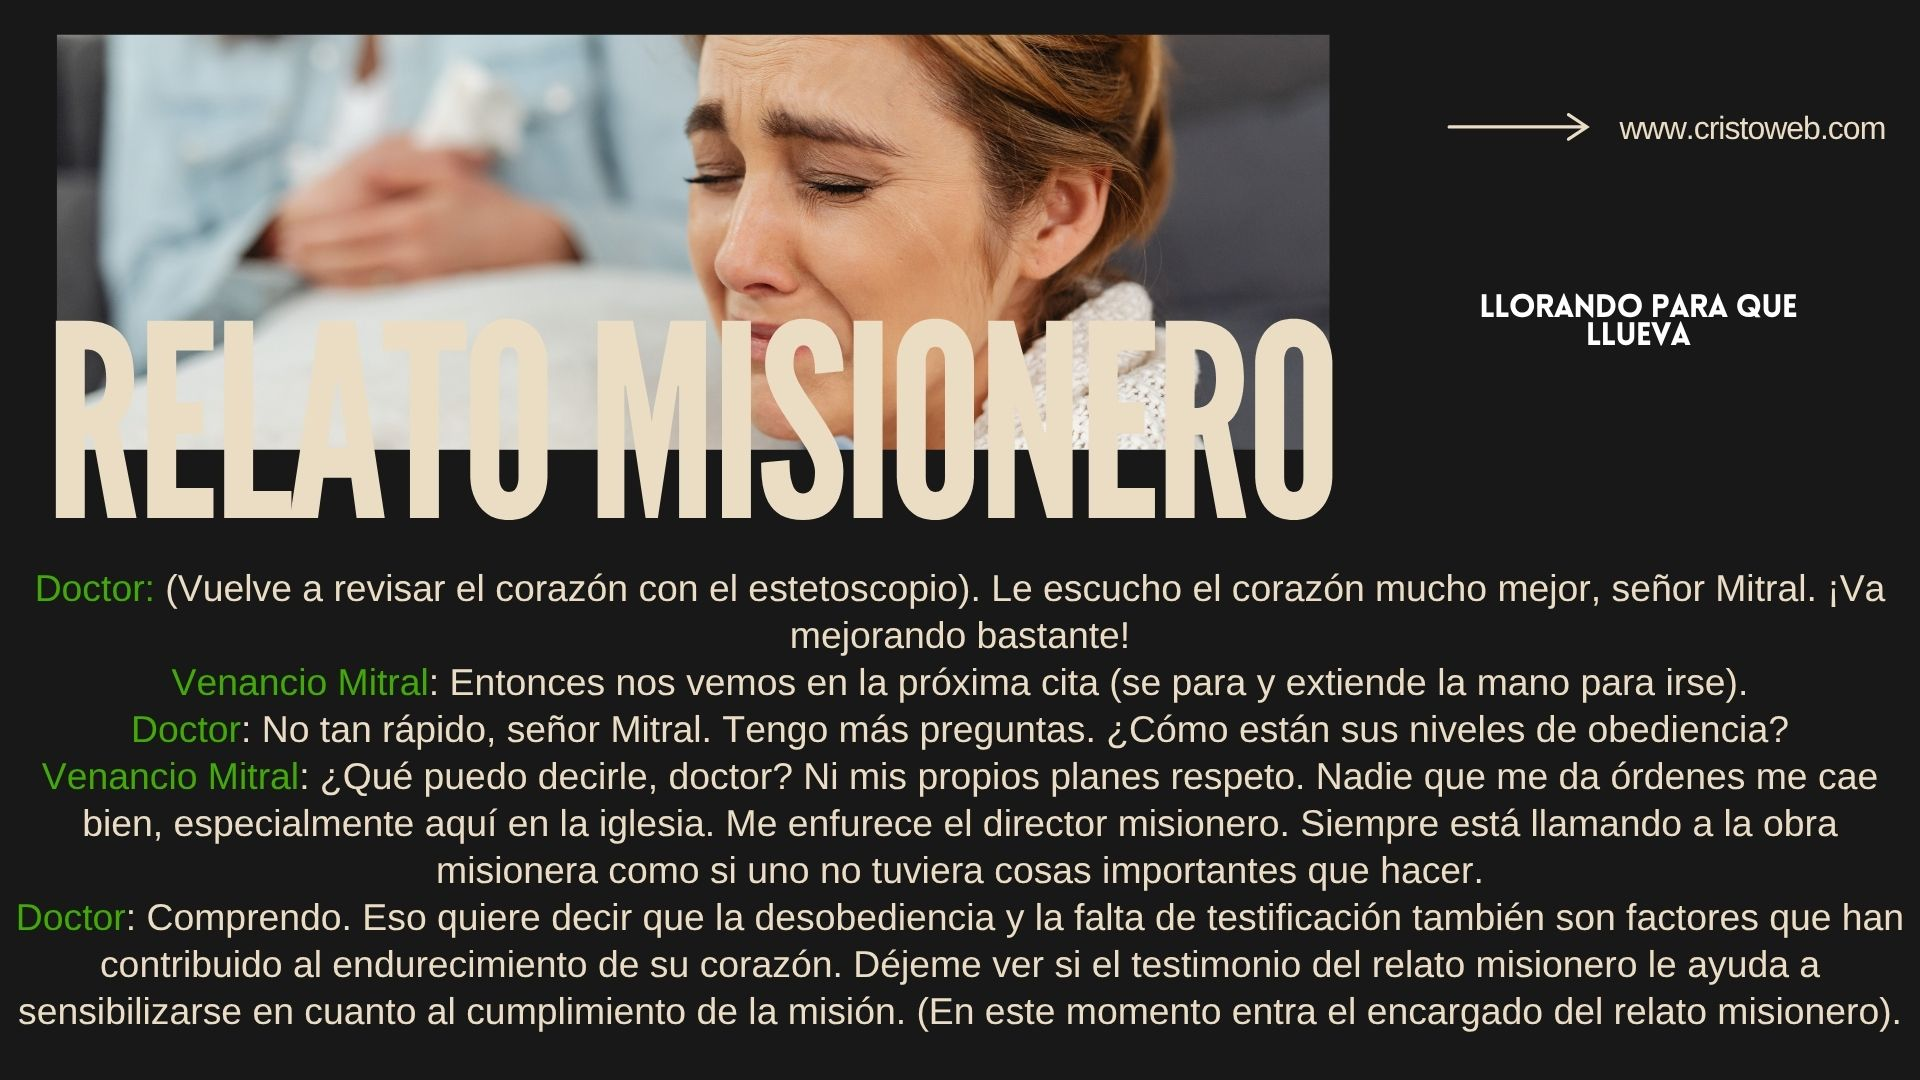 www.cristoweb.com
LLORANDO PARA QUE
LLUEVA
RELATO MISIONERO
Doctor: (Vuelve a revisar el corazón con el estetoscopio). Le escucho el corazón mucho mejor, señor Mitral. ¡Va
mejorando bastante!
Venancio Mitral: Entonces nos vemos en la próxima cita (se para y extiende la mano para irse).
Doctor: No tan rápido, señor Mitral. Tengo más preguntas. ¿Cómo están sus niveles de obediencia?
Venancio Mitral: ¿Qué puedo decirle, doctor? Ni mis propios planes respeto. Nadie que me da órdenes me cae
bien, especialmente aquí en la iglesia. Me enfurece el director misionero. Siempre está llamando a la obra
misionera como si uno no tuviera cosas importantes que hacer.
Doctor: Comprendo. Eso quiere decir que la desobediencia y la falta de testificación también son factores que han
contribuido al endurecimiento de su corazón. Déjeme ver si el testimonio del relato misionero le ayuda a
sensibilizarse en cuanto al cumplimiento de la misión. (En este momento entra el encargado del relato misionero).